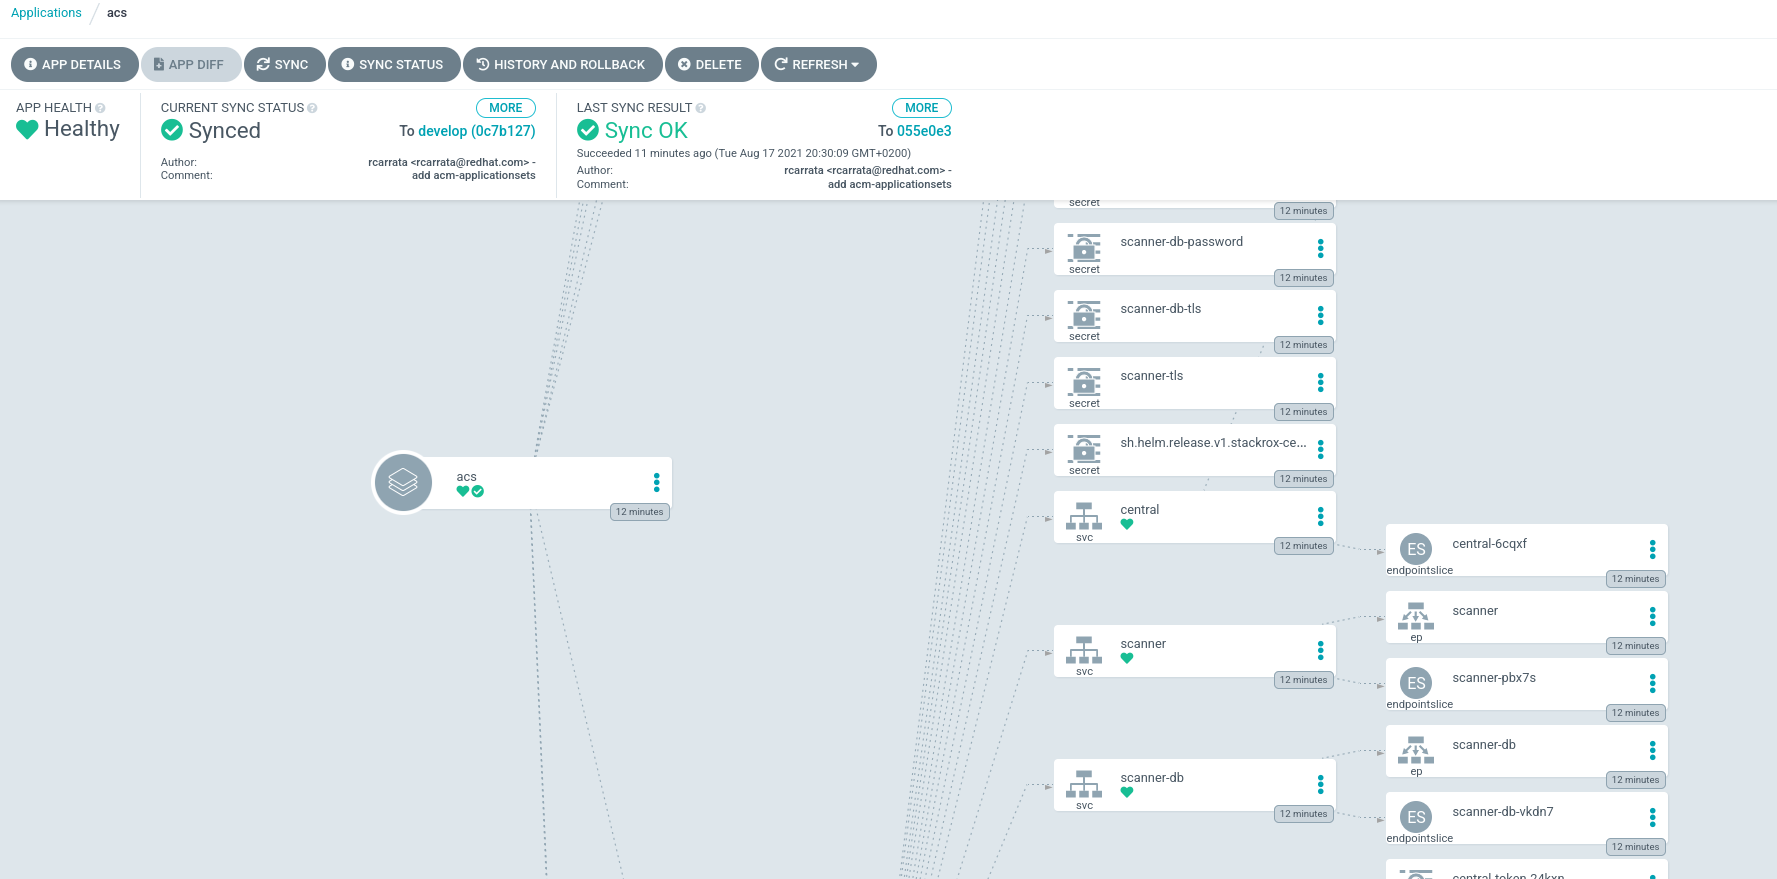 Applications / acs
APP DETAILS
APP DIFF
SYNC
SYNC STATUS
HISTORY AND ROLLBACK
DELETE
REFRESH
APP HEALTH
Healthy
CURRENT SYNC STATUS
MORE
Synced
To develop (0c7b127)
Author:
rcarrata <rcarrata@redhat.com> -
Comment:
add acm-applicationsets
LAST SYNC RESULT
MORE
Sync OK
To 055e0e3
Succeeded 11 minutes ago (Tue Aug 17 2021 20:30:09 GMT+0200)
Author:
rcarrata <rcarrata@redhat.com> -
Comment:
add acm-applicationsets
acs
12 minutes
secret
12 minutes
scanner-db-password
secret
12 minutes
scanner-db-tls
secret
12 minutes
scanner-tls
secret
12 minutes
sh.helm.release.v1.stackrox-ce...
secret
12 minutes
central
svc
12 minutes
scanner
svc
12 minutes
scanner-db
svc
12 minutes
ES
central-6cqxf
endpointslice
12 minutes
scanner
ep
12 minutes
ES
scanner-pbx7s
endpointslice
12 minutes
scanner-db
ep
12 minutes
ES
scanner-db-vkdn7
endpointslice
12 minutes